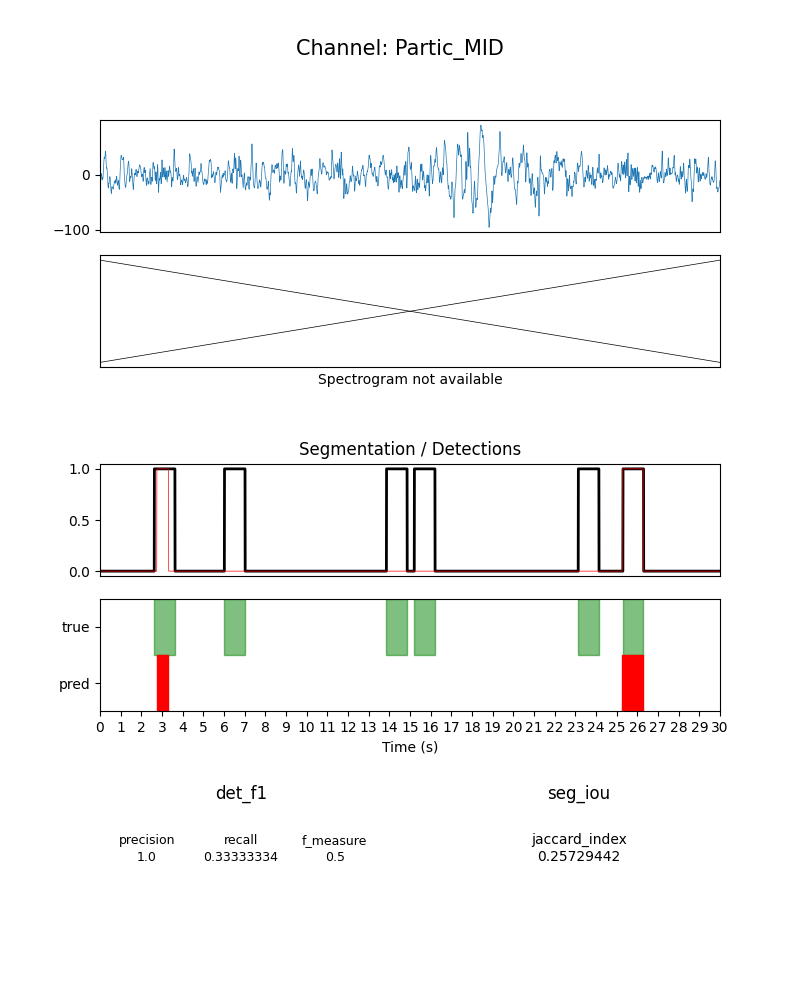 Channel: Partic_MID
0
−100
Spectrogram not available
Segmentation / Detections
1.0
0.5
0.0
true
pred
0 1 2 3 4 5 6 7 8 9 10 11 12 13 14 15 16 17 18 19 20 21 22 23 24 25 26 27 28 29 30
Time (s)
det_f1 seg_iou
precision recall f_measure jaccard_index
1.0 0.33333334 0.5 0.25729442